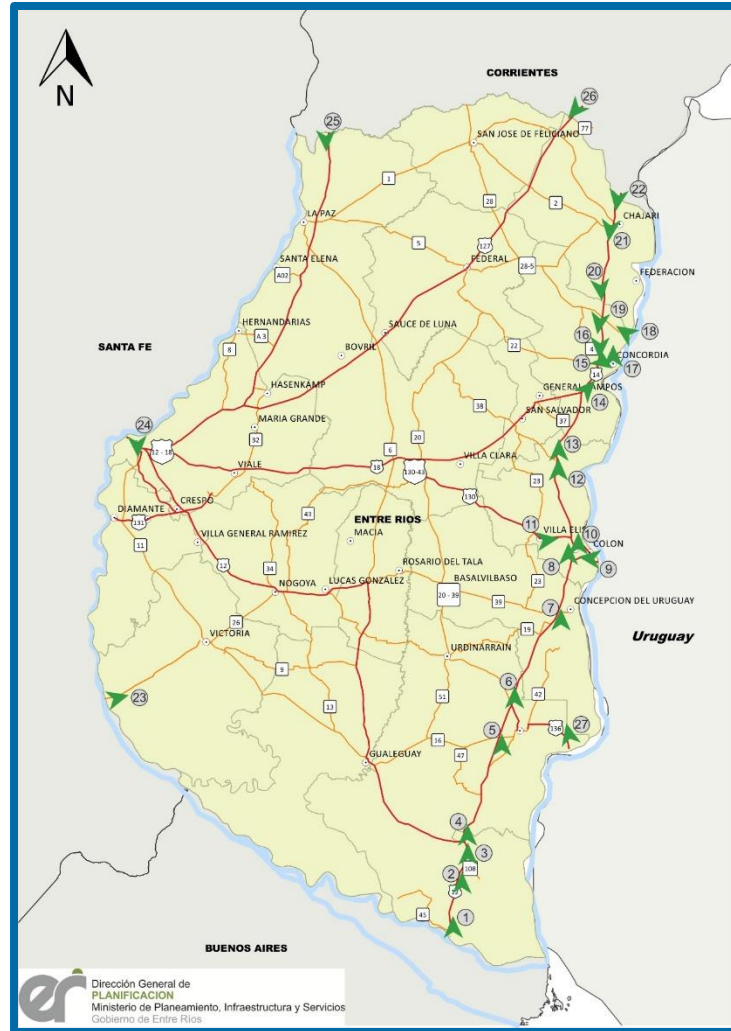 CORRIENTES
N
26
25
77
SAN JOSE DE FELICIANO
1
28
22
2
LA PAZ
CHAJARI
127
5
21
SANTA ELENA
FEDERAL
28-5
A02
20
FEDERACION
HERNANDARIAS
19
18
SAUCE DE LUNA
A 3
16
SANTA FE
8
22
4
BOVRIL
15
CONCORDIA
17
14
HASENKAMP
GENERAL CAMPOS
14
38
SAN SALVADOR
MARIA GRANDE
37
24
32
20
13
6
12 - 18
VILLA CLARA
18
130-43
VIALE
23
12
130
CRESPO
DIAMANTE
43
ENTRE RIOS
11
VILLA ELISA
10
131
MACIA
COLON
11
VILLA GENERAL RAMIREZ
8
9
12
34
ROSARIO DEL TALA
NOGOYA
LUCAS GONZALEZ
BASALVILBASO
23
20 - 39
39
CONCEPCION DEL URUGUAY
7
26
19
VICTORIA
Uruguay
URDINARRAIN
9
6
42
23
51
13
5
136
27
16
GUALEGUAY
47
4
3
108
2
12
45
1
BUENOS AIRES
er
Dirección General de
PLANIFICACION
Ministerio de Planeamiento, Infraestructura y Servicios
Gobierno de Entre Ríos